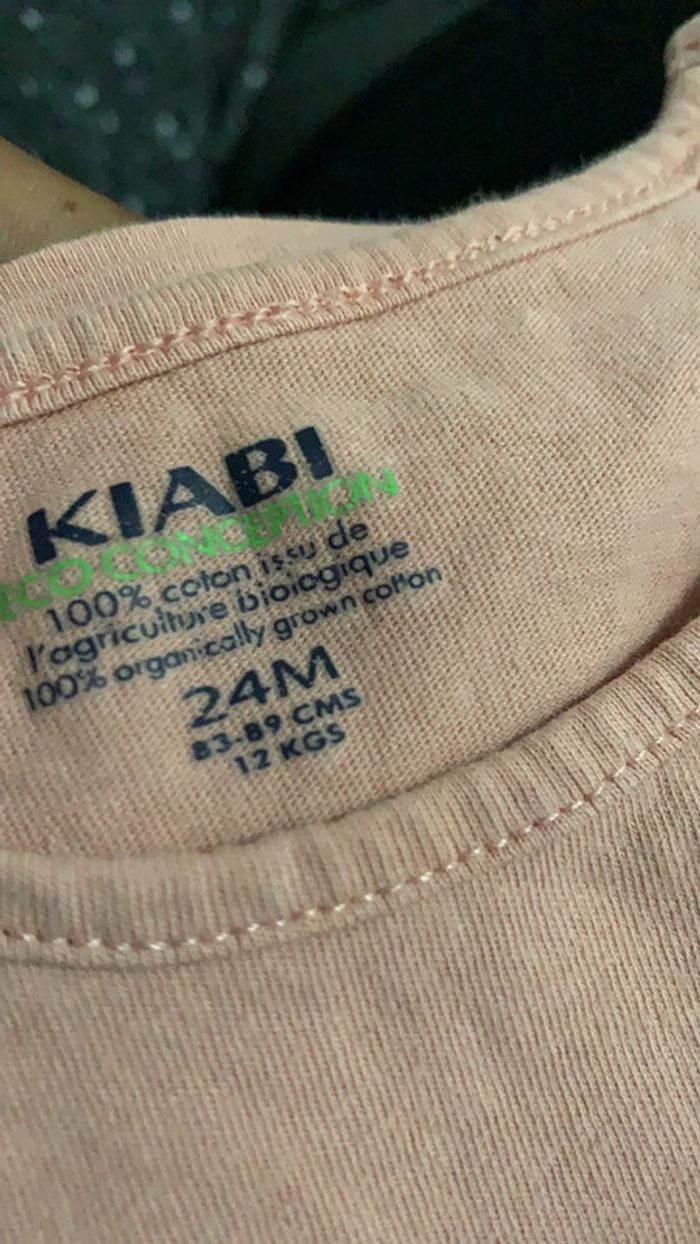 KIABI
ECO CONCEPTION
100% coton issu de
l'agriculture biologique
100% organically grown cotton
24M
83-89 CMS
12 KGS